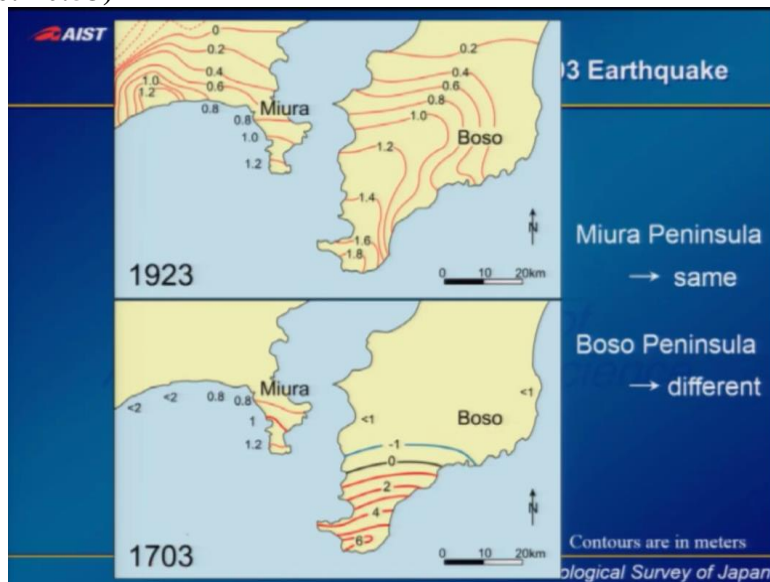 AIST
03 Earthquake
0
0.2
0.4
0.6
1.0
1.2
0.8
Miura
0.8
1.0
1.2
0.2
0.4
0.6
0.8
1.0
Boso
1.2
1.4
1.6
1.8
N
0 10 20km
1923
Miura Peninsula
→ same
Boso Peninsula
→ different
Miura
<2
<2
0.8
0.8
1
1.2
<1
<1
Boso
-1
0
2
4
6
N
0 10 20km
1703
Contours are in meters
ological Survey of Japan